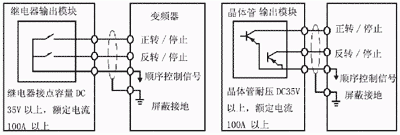 继电器输出模块
变频器
正转/停止
反转/停止
顺序控制信号
屏蔽接地
继电器接点容量DC
35V以上，额定电流
100A以上
晶体管输出模块
变频器
正转/停止
反转/停止
顺序控制信号
屏蔽接地
晶体管耐压DC35V
以上，额定电流
100A以上